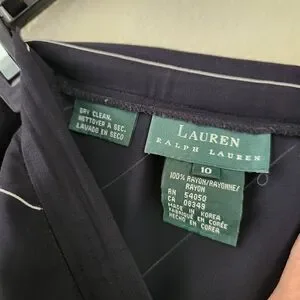 DRY CLEAN.
NETTOYER A SEC.
LAVADO EN SECO
LAUREN
RALPH LAUREN
10
100% RAYON/RAYONNE/
RAYON
RN 54050
CA 08349
MADE IN KOREA
FABRIQUÉ EN CORÉE
HECHO EN COREA